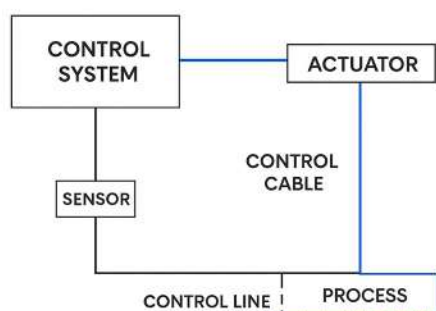 CONTROL
SYSTEM
ACTUATOR
CONTROL
CABLE
SENSOR
CONTROL LINE
PROCESS